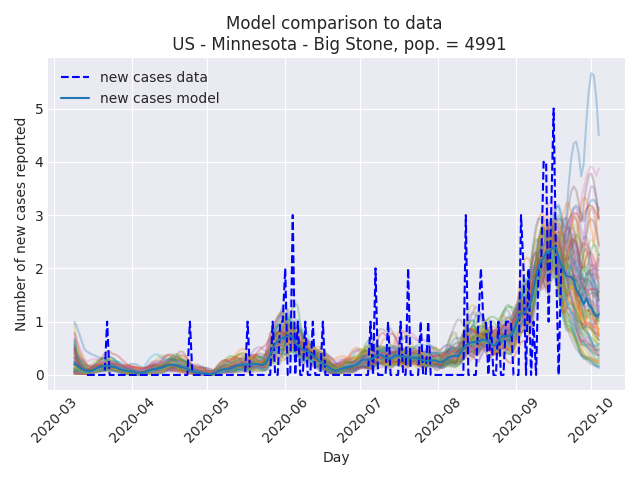 Model comparison to data
US - Minnesota - Big Stone, pop. = 4991
new cases data
new cases model
Number of new cases reported
5
4
3
2
1
0
2020-03
2020-04
2020-05
2020-06
2020-07
2020-08
2020-09
2020-10
Day